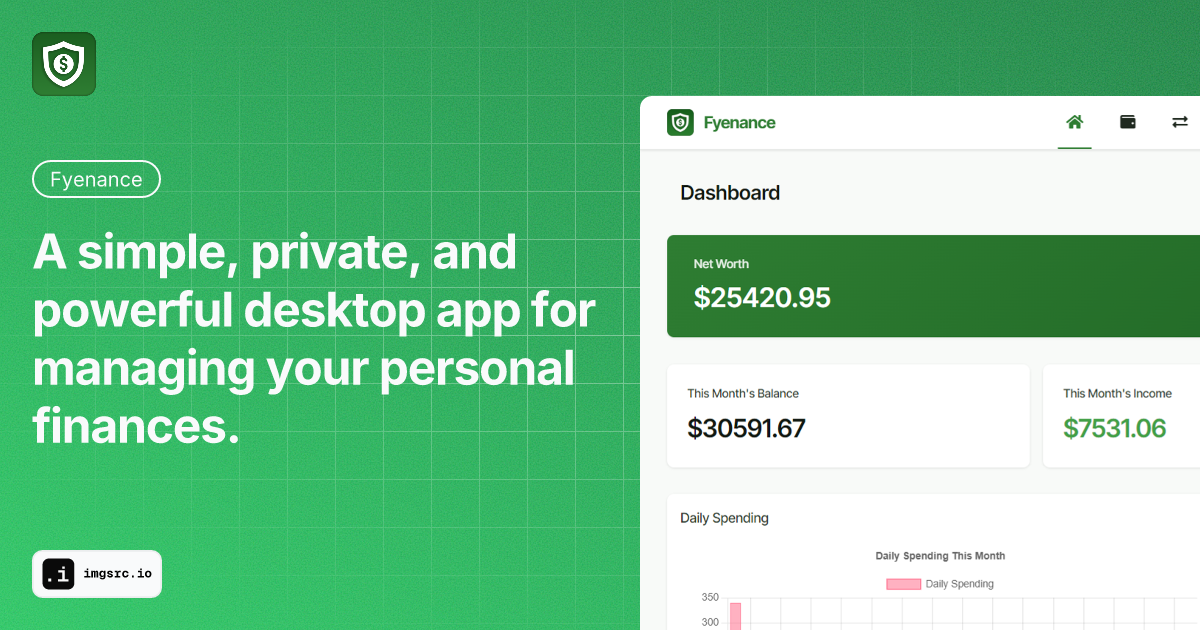 Fyenance
A simple, private, and
powerful desktop app for
managing your personal
finances.
.i imgsrc.io
$
Fyenance
Dashboard
Net Worth
$25420.95
This Month's Balance
$30591.67
This Month's Income
$7531.06
Daily Spending
Daily Spending This Month
Daily Spending
350
300